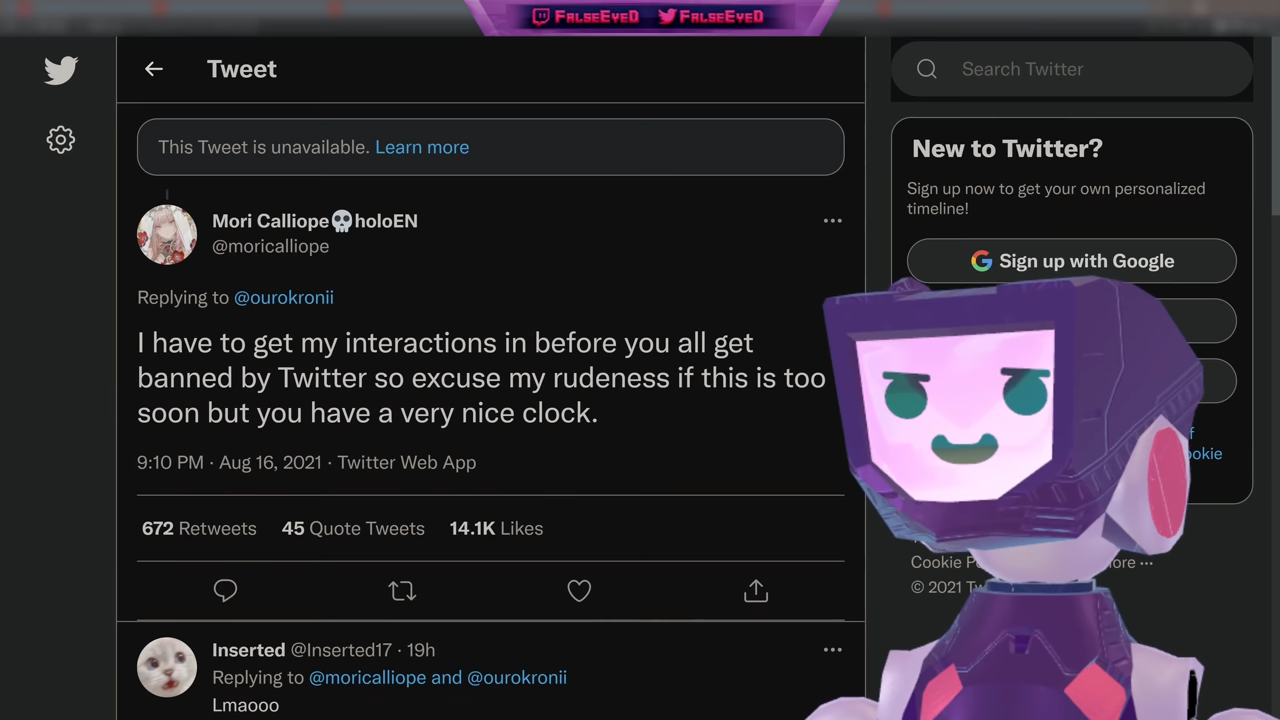 FalseEyeD FalseEyeD
Tweet
Search Twitter
This Tweet is unavailable. Learn more
Mori Calliope💀holoEN
@moricalliope
Replying to @ourokronii
I have to get my interactions in before you all get
banned by Twitter so excuse my rudeness if this is too
soon but you have a very nice clock.
9:10 PM · Aug 16, 2021 · Twitter Web App
672 Retweets 45 Quote Tweets 14.1K Likes
Inserted @Inserted17 · 19h
Replying to @moricalliope and @ourokronii
Lmaooo
New to Twitter?
Sign up now to get your own personalized
timeline!
Sign up with Google
Cookie
© 2021